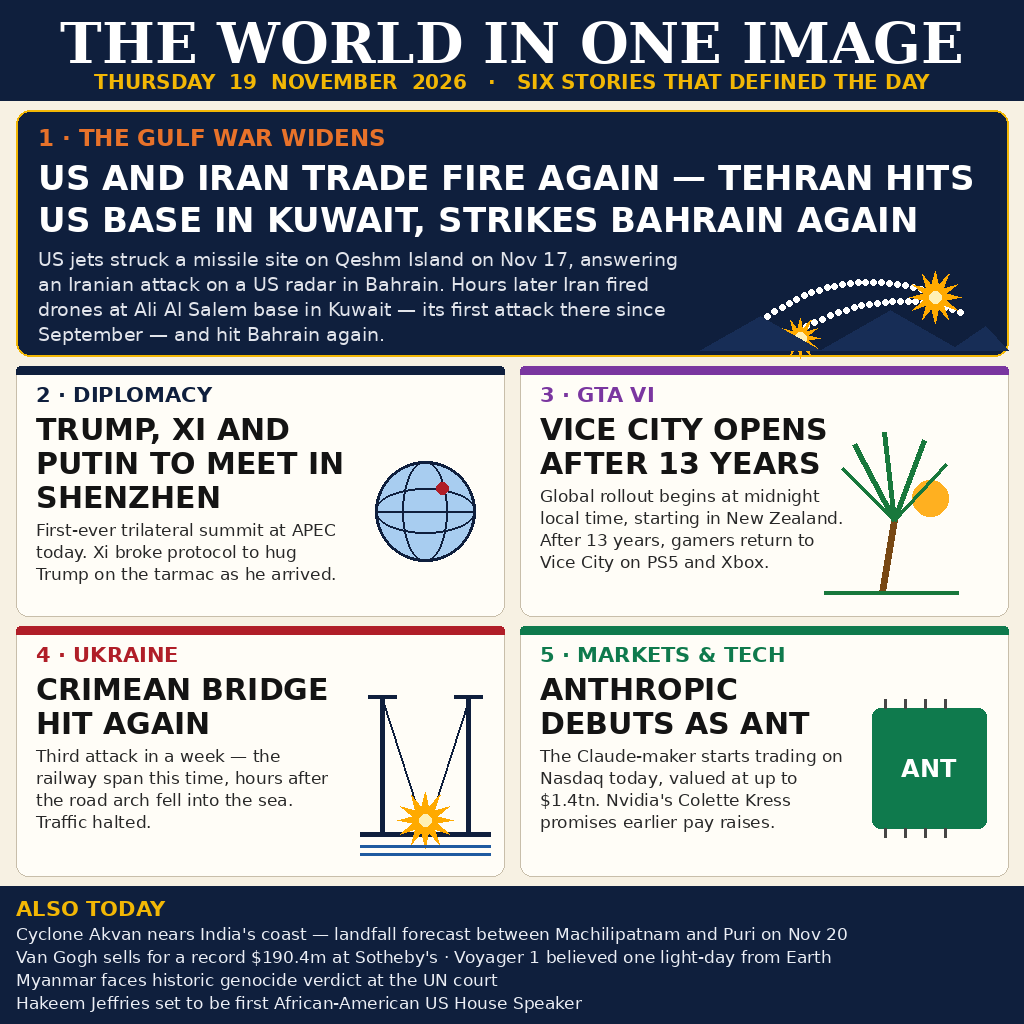 THE WORLD IN ONE IMAGE
THURSDAY 19 NOVEMBER 2026 · SIX STORIES THAT DEFINED THE DAY
1 · THE GULF WAR WIDENS
US AND IRAN TRADE FIRE AGAIN — TEHRAN HITS
US BASE IN KUWAIT, STRIKES BAHRAIN AGAIN
US jets struck a missile site on Qeshm Island on Nov 17, answering
an Iranian attack on a US radar in Bahrain. Hours later Iran fired
drones at Ali Al Salem base in Kuwait — its first attack there since
September — and hit Bahrain again.
2 · DIPLOMACY
TRUMP, XI AND
PUTIN TO MEET IN
SHENZHEN
First-ever trilateral summit at APEC
today. Xi broke protocol to hug
Trump on the tarmac as he arrived.
3 · GTA VI
VICE CITY OPENS
AFTER 13 YEARS
Global rollout begins at midnight
local time, starting in New Zealand.
After 13 years, gamers return to
Vice City on PS5 and Xbox.
4 · UKRAINE
CRIMEAN BRIDGE
HIT AGAIN
Third attack in a week — the
railway span this time, hours after
the road arch fell into the sea.
Traffic halted.
5 · MARKETS & TECH
ANTHROPIC
DEBUTS AS ANT
The Claude-maker starts trading on
Nasdaq today, valued at up to
$1.4tn. Nvidia's Colette Kress
promises earlier pay raises.
ANT
ALSO TODAY
Cyclone Akvan nears India's coast — landfall forecast between Machilipatnam and Puri on Nov 20
Van Gogh sells for a record $190.4m at Sotheby's · Voyager 1 believed one light-day from Earth
Myanmar faces historic genocide verdict at the UN court
Hakeem Jeffries set to be first African-American US House Speaker